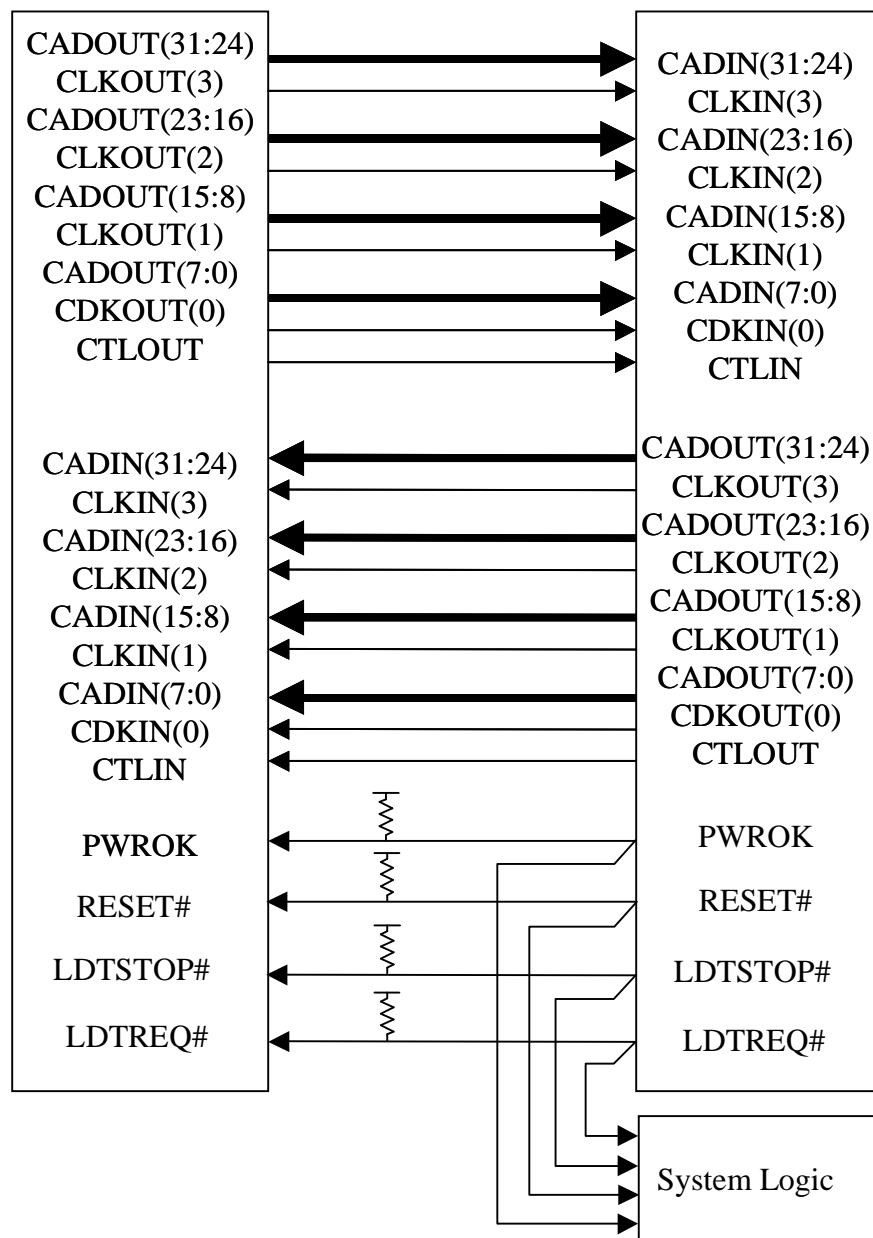 CADOUT(31:24)
CLKOUT(3)
CADOUT(23:16)
CLKOUT(2)
CADOUT(15:8)
CLKOUT(1)
CADOUT(7:0)
CDKOUT(0)
CTLOUT
CADIN(31:24)
CLKIN(3)
CADIN(23:16)
CLKIN(2)
CADIN(15:8)
CLKIN(1)
CADIN(7:0)
CDKIN(0)
CTLIN
PWROK
RESET#
LDTSTOP#
LDTREQ#
CADIN(31:24)
CLKIN(3)
CADIN(23:16)
CLKIN(2)
CADIN(15:8)
CLKIN(1)
CADIN(7:0)
CDKIN(0)
CTLIN
CADOUT(31:24)
CLKOUT(3)
CADOUT(23:16)
CLKOUT(2)
CADOUT(15:8)
CLKOUT(1)
CADOUT(7:0)
CDKOUT(0)
CTLOUT
PWROK
RESET#
LDTSTOP#
LDTREQ#
System Logic